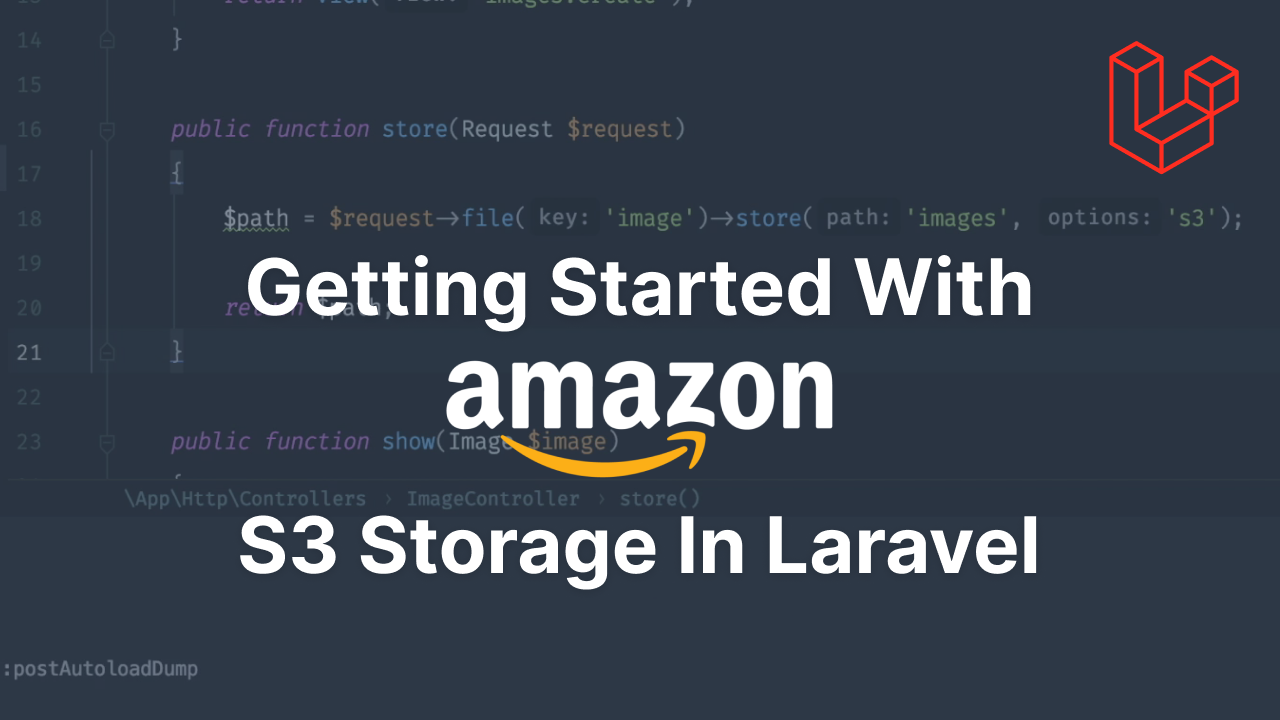 14 }
15
16 public function store(Request $request)
17 {
18 $path = $request->file( key: 'image')->store( path: 'images', options: 's3');
19
Getting Started With
20 return $path;
21 }
amazon
22
23 public function show(Image $image)
\App\Http\Controllers › ImageController › store()
S3 Storage In Laravel
:postAutoloadDump